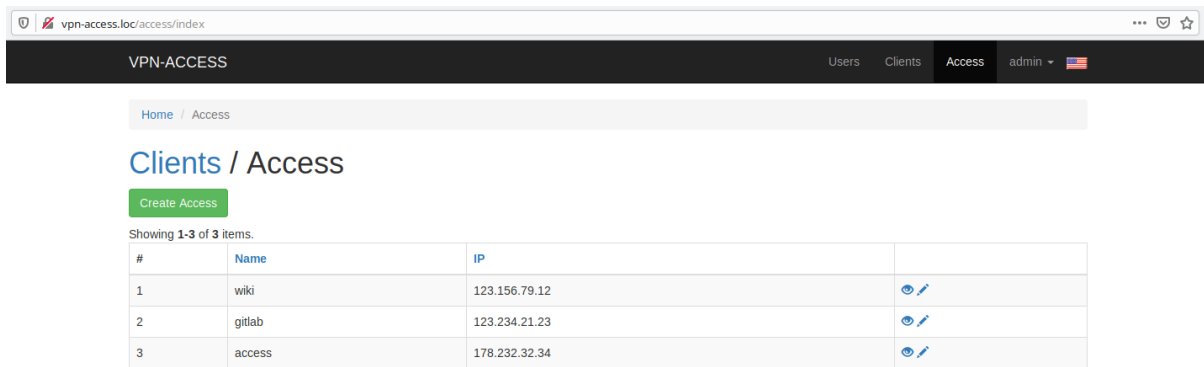 vpn-access.loc/access/index
VPN-ACCESS Users Clients Access admin
Home / Access
Clients / Access
Create Access
Showing 1-3 of 3 items.
# Name IP
1 wiki 123.156.79.12
2 gitlab 123.234.21.23
3 access 178.232.32.34